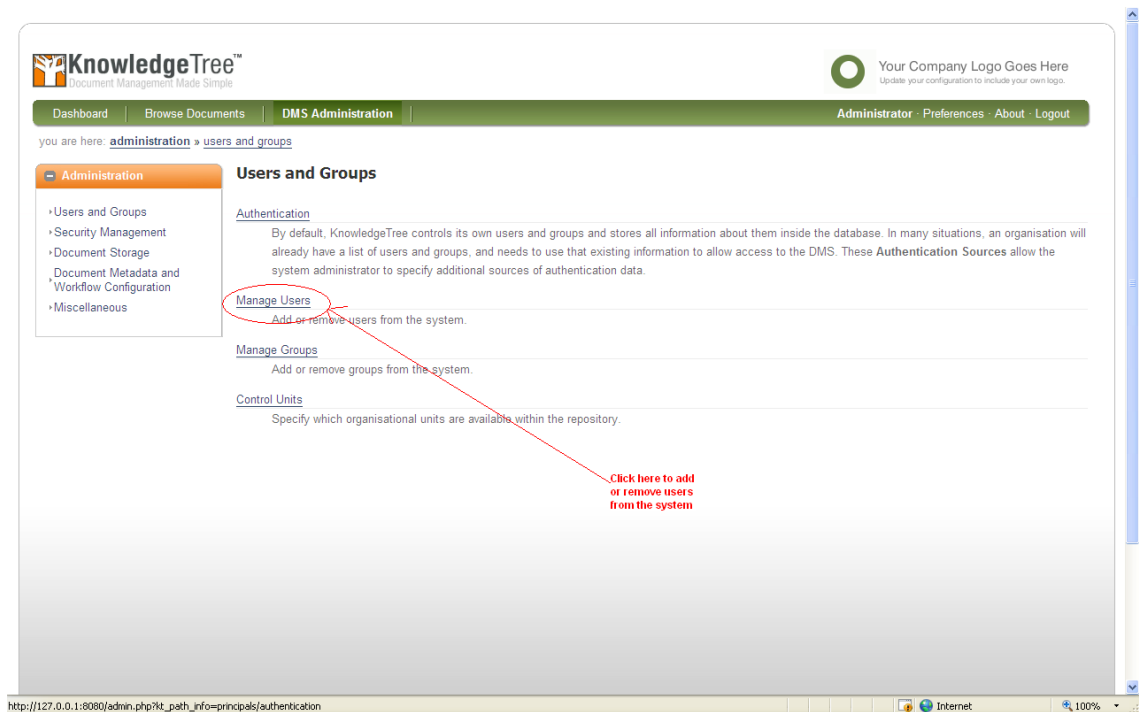 KnowledgeTree™
Document Management Made Simple
Your Company Logo Goes Here
Update your configuration to include your own logo.
Dashboard Browse Documents DMS Administration Administrator · Preferences · About · Logout
you are here: administration » users and groups
Administration
Users and Groups
Security Management
Document Storage
Document Metadata and
Workflow Configuration
Miscellaneous
Users and Groups
Authentication
By default, KnowledgeTree controls its own users and groups and stores all information about them inside the database. In many situations, an organisation will
already have a list of users and groups, and needs to use that existing information to allow access to the DMS. These Authentication Sources allow the
system administrator to specify additional sources of authentication data.
Manage Users
Add or remove users from the system.
Manage Groups
Add or remove groups from the system.
Control Units
Specify which organisational units are available within the repository.
Click here to add
or remove users
from the system
http://127.0.0.1:8080/admin.php?kt_path_info=principals/authentication Internet 100%